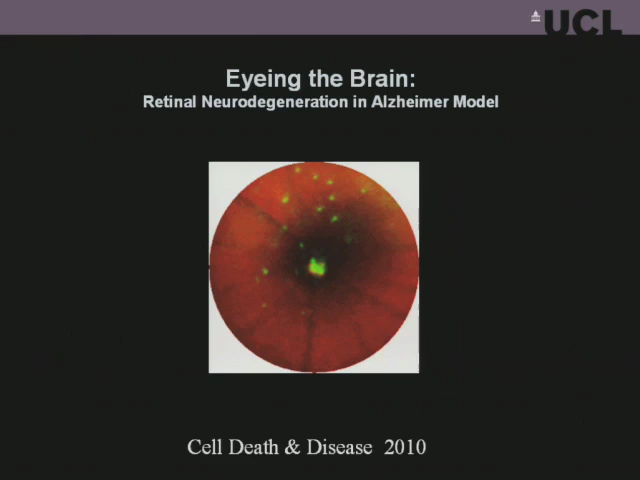 UCL
Eyeing the Brain:
Retinal Neurodegeneration in Alzheimer Model
Cell Death & Disease 2010